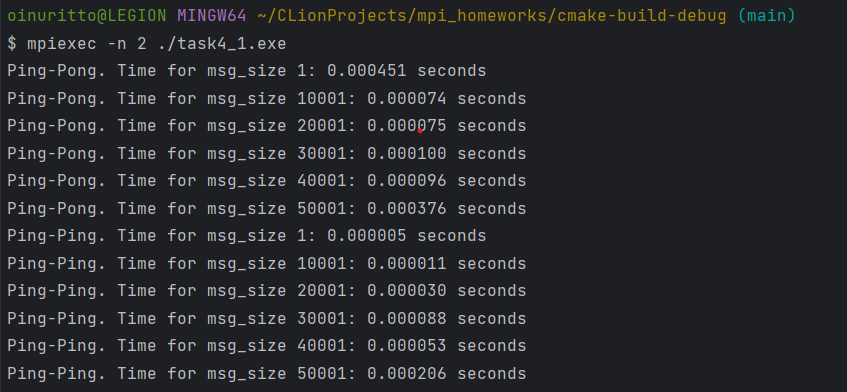 oinuritto@LEGION MINGW64 ~/CLionProjects/mpi_homeworks/cmake-build-debug (main)
$ mpiexec -n 2 ./task4_1.exe
Ping-Pong. Time for msg_size 1: 0.000451 seconds
Ping-Pong. Time for msg_size 10001: 0.000074 seconds
Ping-Pong. Time for msg_size 20001: 0.000075 seconds
Ping-Pong. Time for msg_size 30001: 0.000100 seconds
Ping-Pong. Time for msg_size 40001: 0.000096 seconds
Ping-Pong. Time for msg_size 50001: 0.000376 seconds
Ping-Ping. Time for msg_size 1: 0.000005 seconds
Ping-Ping. Time for msg_size 10001: 0.000011 seconds
Ping-Ping. Time for msg_size 20001: 0.000030 seconds
Ping-Ping. Time for msg_size 30001: 0.000088 seconds
Ping-Ping. Time for msg_size 40001: 0.000053 seconds
Ping-Ping. Time for msg_size 50001: 0.000206 seconds